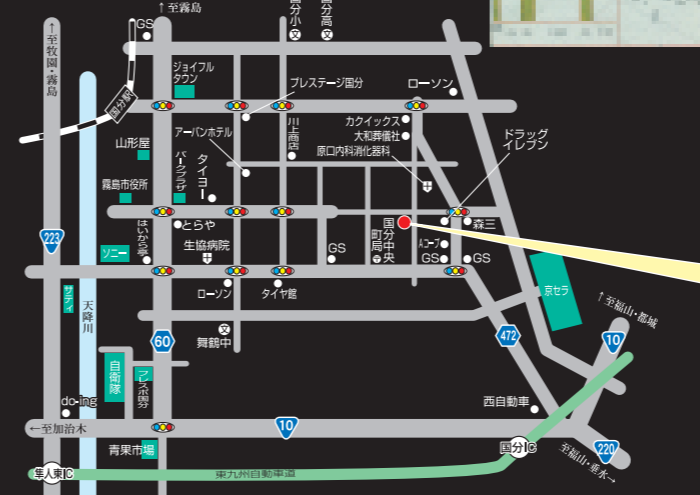 ↑至霧島
GS
国分小
文
国分高
文
↑至牧園・霧島
国分駅
ジョイフル
タウン
プレステージ国分
ローソン
カクイックス
大和葬儀社
原口内科消化器科
ドラッグ
イレブン
山形屋
アーバンホテル
川上商店
パークプラザ
タイヨー
霧島市役所
223
はいから亭
とらや
生協病院
GS
国分中央
町局
Aコープ
GS
GS
森三
ソニー
サティ
天降川
ローソン
タイヤ館
京セラ
文
舞鶴中
60
472
↑至福山・都城
10
自衛隊
フレスポ国分
do-ing
西自動車
←至加治木
10
国分IC
220
至福山・垂水→
青果市場
隼人東IC
東九州自動車道